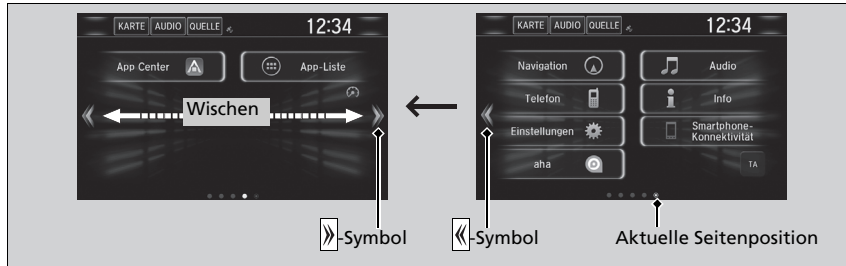 KARTE AUDIO QUELLE 12:34
App Center App-Liste
Wischen
»-Symbol
KARTE AUDIO QUELLE 12:34
Navigation Audio
Telefon Info
Einstellungen Smartphone-
Konnektivität
aha TA
«-Symbol Aktuelle Seitenposition